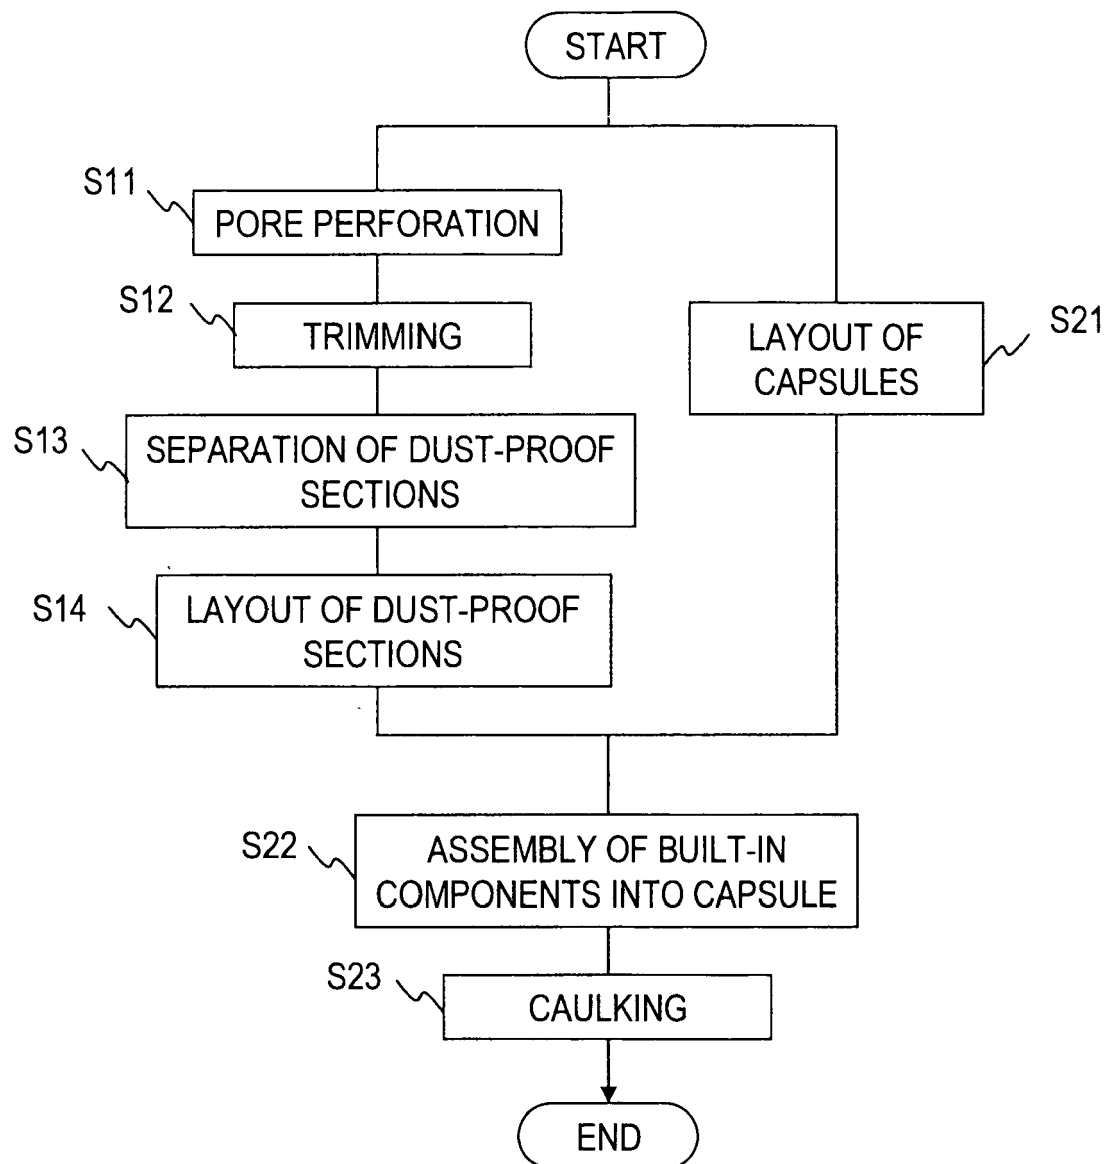 START
S11
PORE PERFORATION
S12
TRIMMING
S21
LAYOUT OF
CAPSULES
S13
SEPARATION OF DUST-PROOF
SECTIONS
S14
LAYOUT OF DUST-PROOF
SECTIONS
S22
ASSEMBLY OF BUILT-IN
COMPONENTS INTO CAPSULE
S23
CAULKING
END